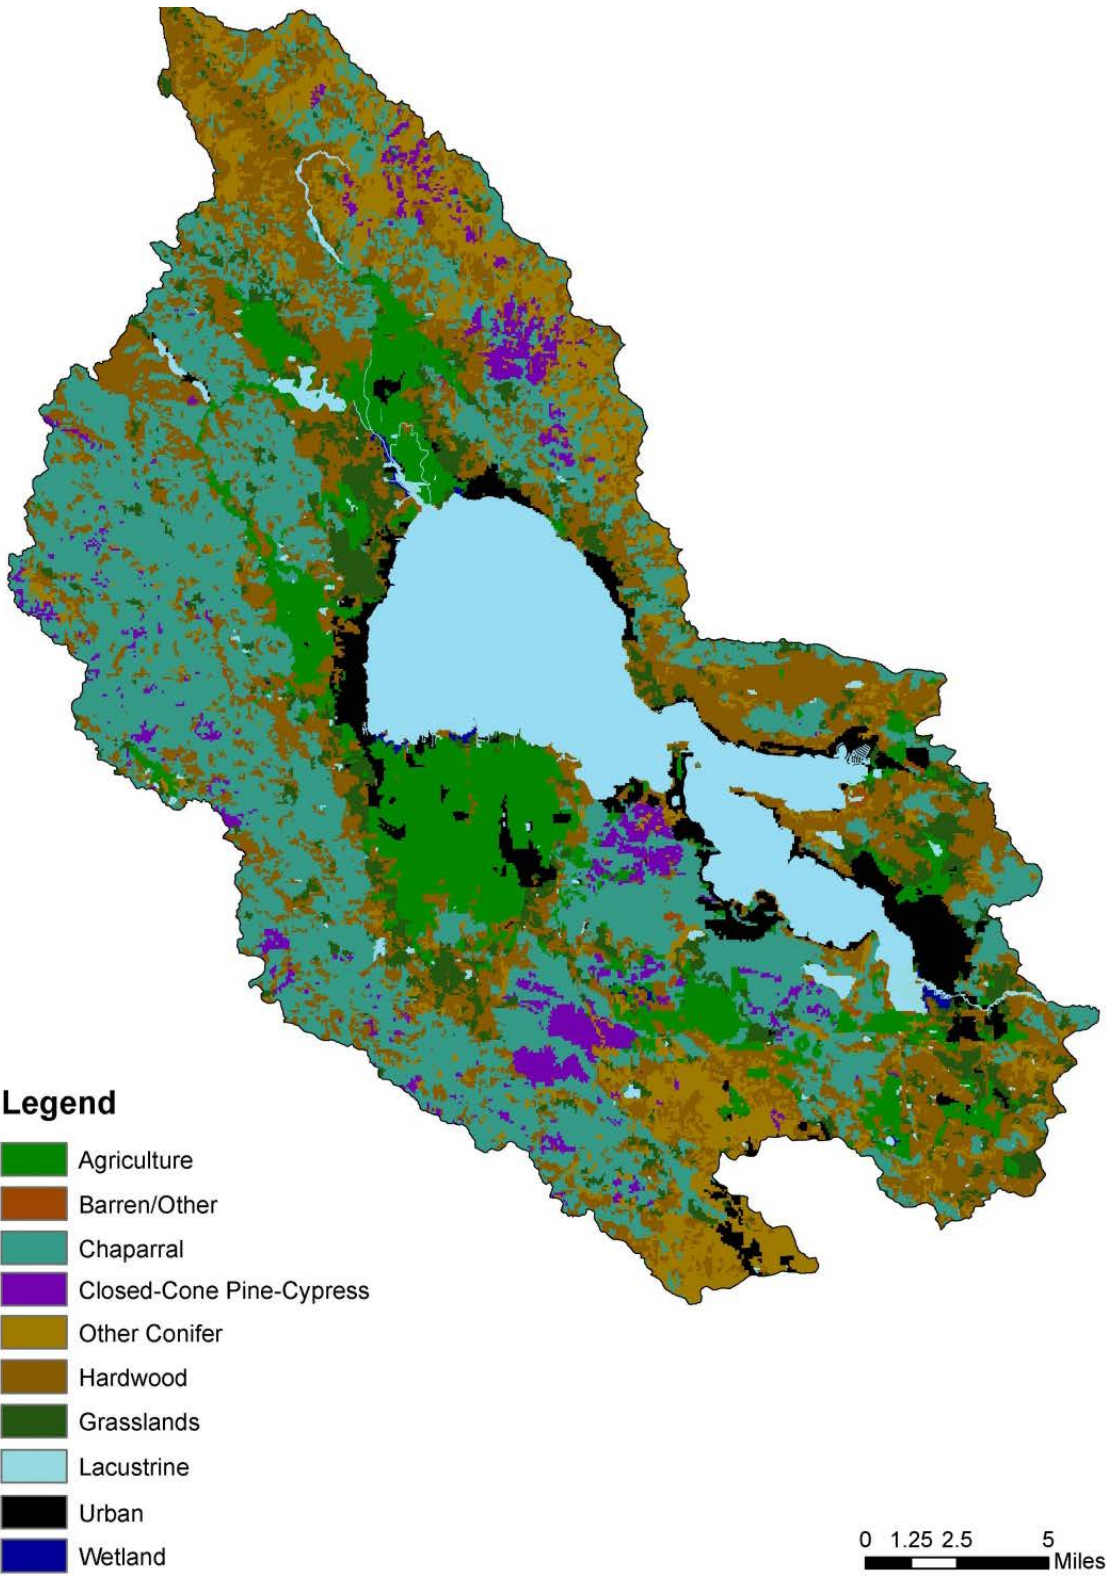 Legend
Agriculture
Barren/Other
Chaparral
Closed-Cone Pine-Cypress
Other Conifer
Hardwood
Grasslands
Lacustrine
Urban
Wetland
0 1.25 2.5 5
Miles